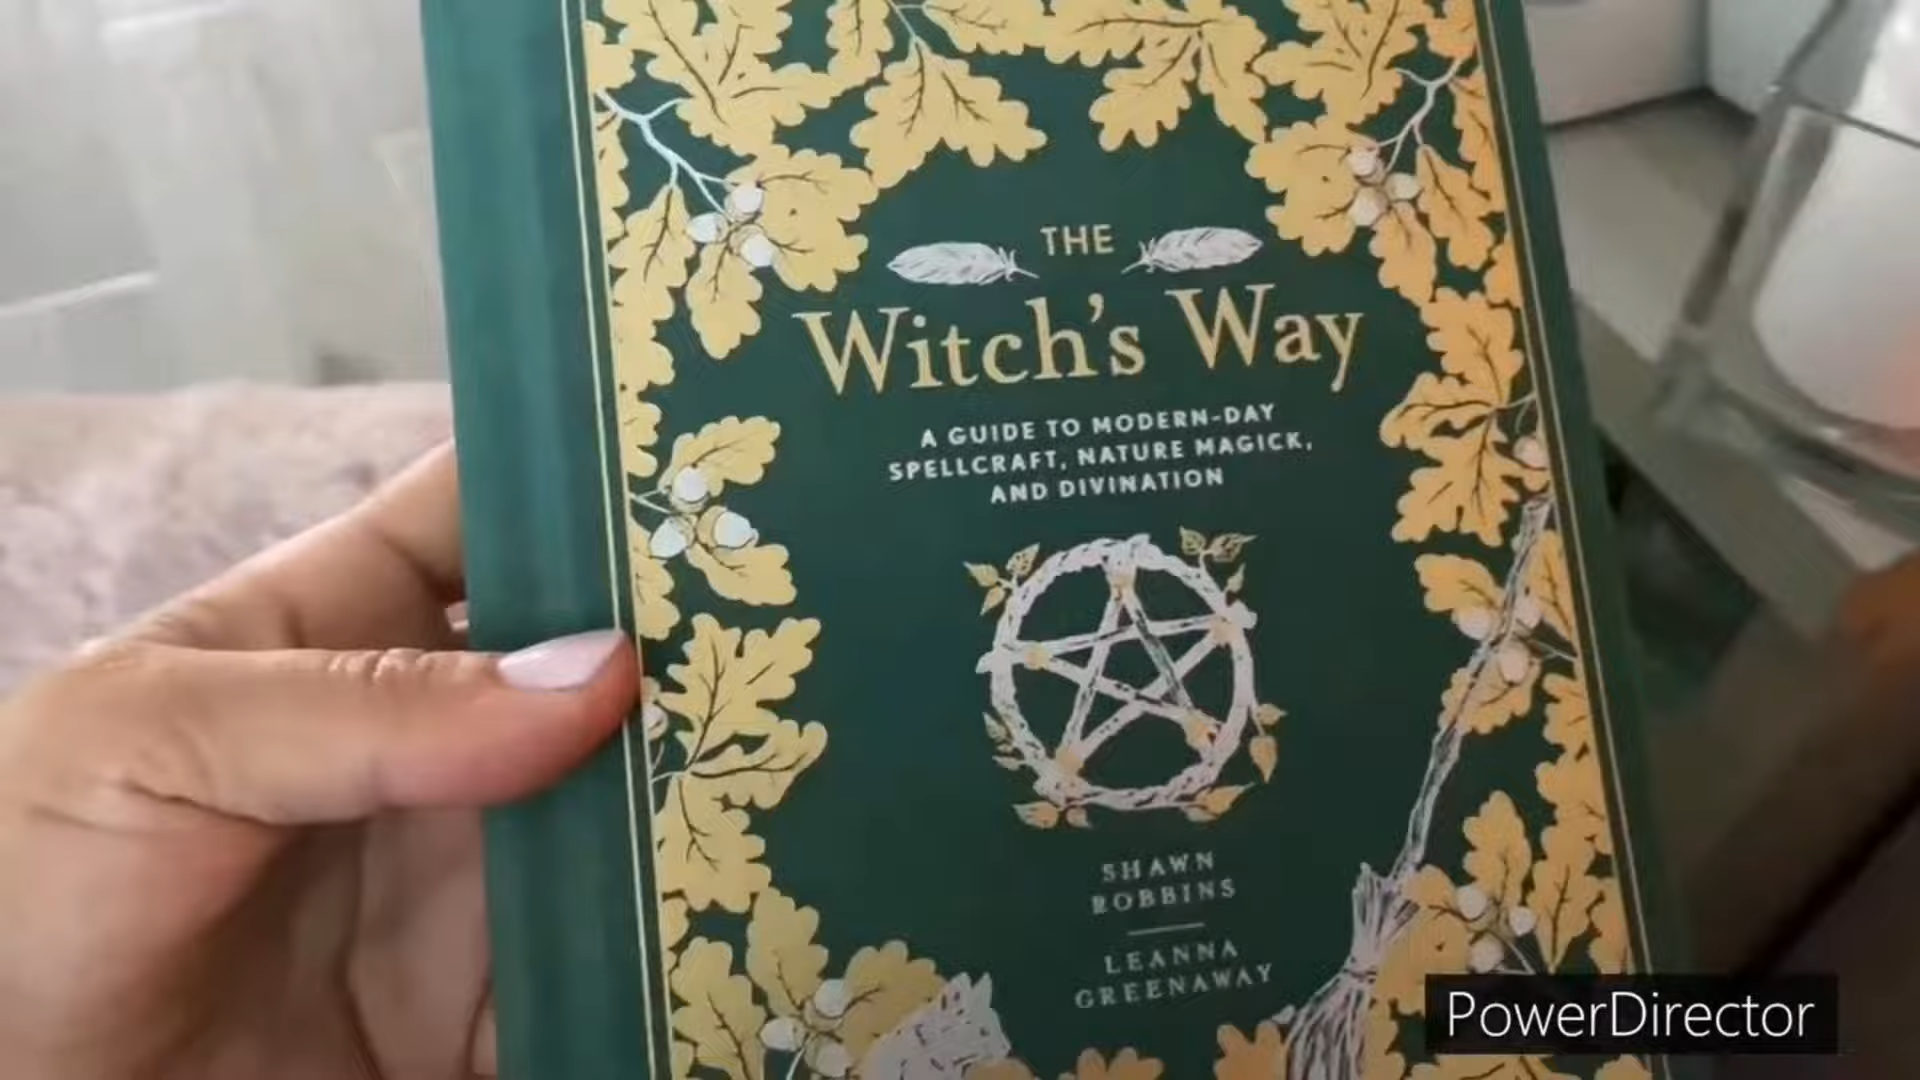 THE
Witch's Way
A GUIDE TO MODERN-DAY
SPELLCRAFT, NATURE MAGICK,
AND DIVINATION
SHAWN
ROBBINS
LEANNA
GREENAWAY
PowerDirector